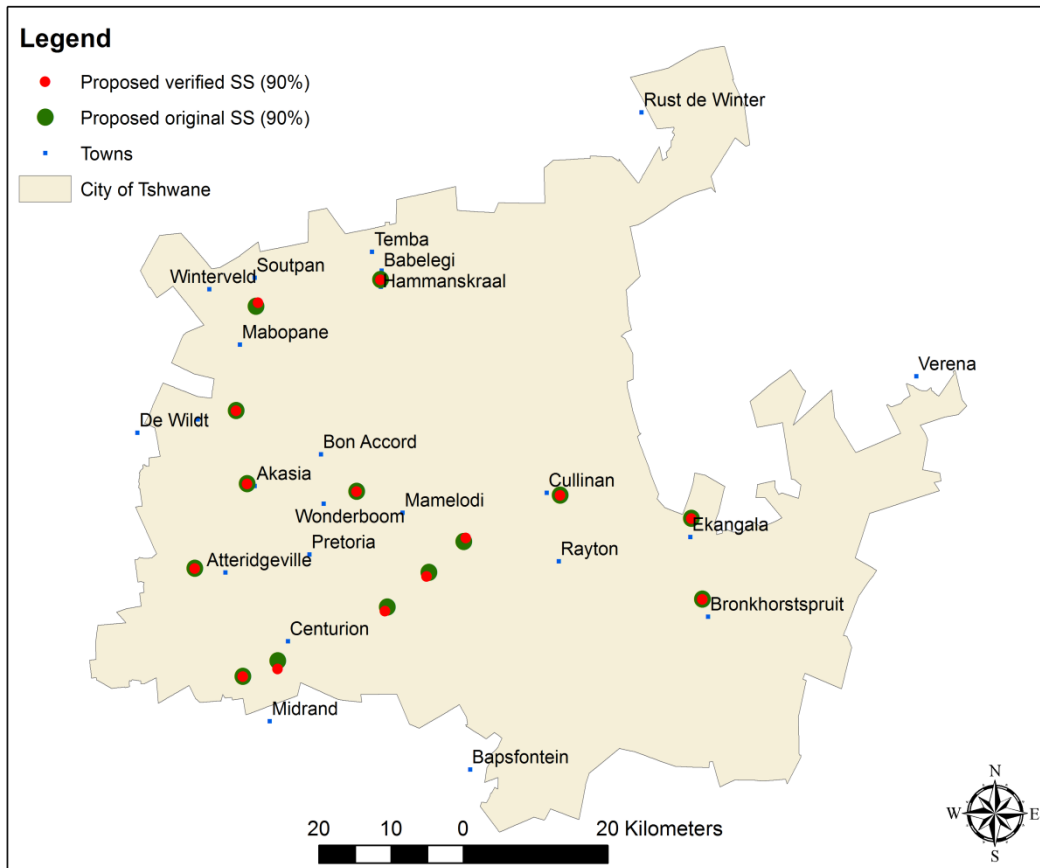 Legend
Proposed verified SS (90%)
Proposed original SS (90%)
Towns
City of Tshwane
Rust de Winter
Temba
Babelegi
Hammanskraal
Soutpan
Winterveld
Mabopane
Verena
De Wildt
Bon Accord
Akasia
Cullinan
Wonderboom
Mamelodi
Ekangala
Pretoria
Atteridgeville
Rayton
Bronkhorstspruit
Centurion
Midrand
Bapsfontein
20 10 0 20 Kilometers
N
W E
S